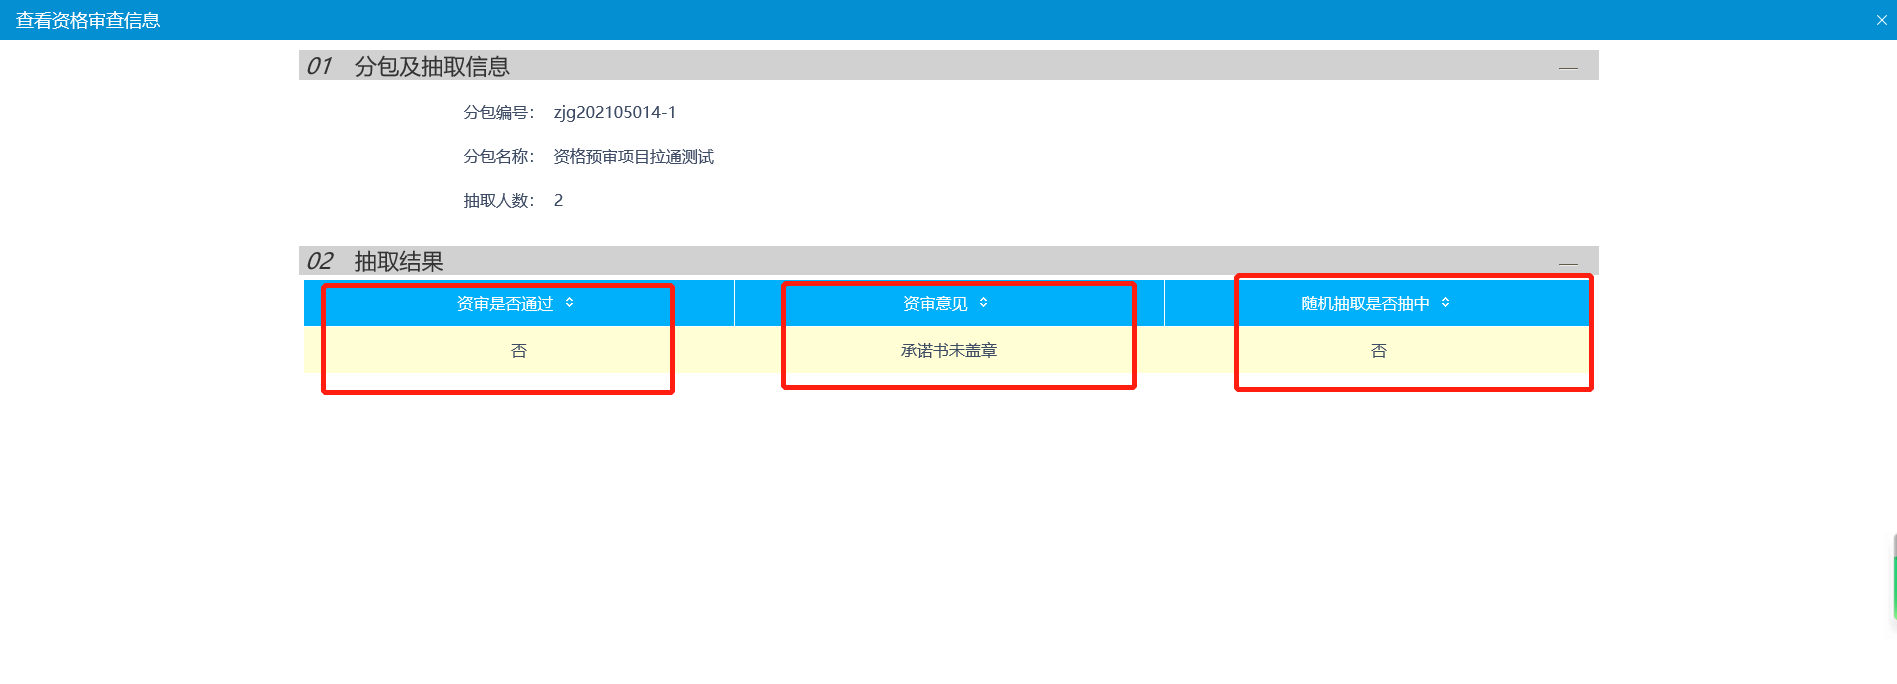 查看资格审查信息
01 分包及抽取信息
分包编号： zjg202105014-1
分包名称： 资格预审项目拉通测试
抽取人数： 2
02 抽取结果
资审是否通过 资审意见 随机抽取是否抽中
否 承诺书未盖章 否